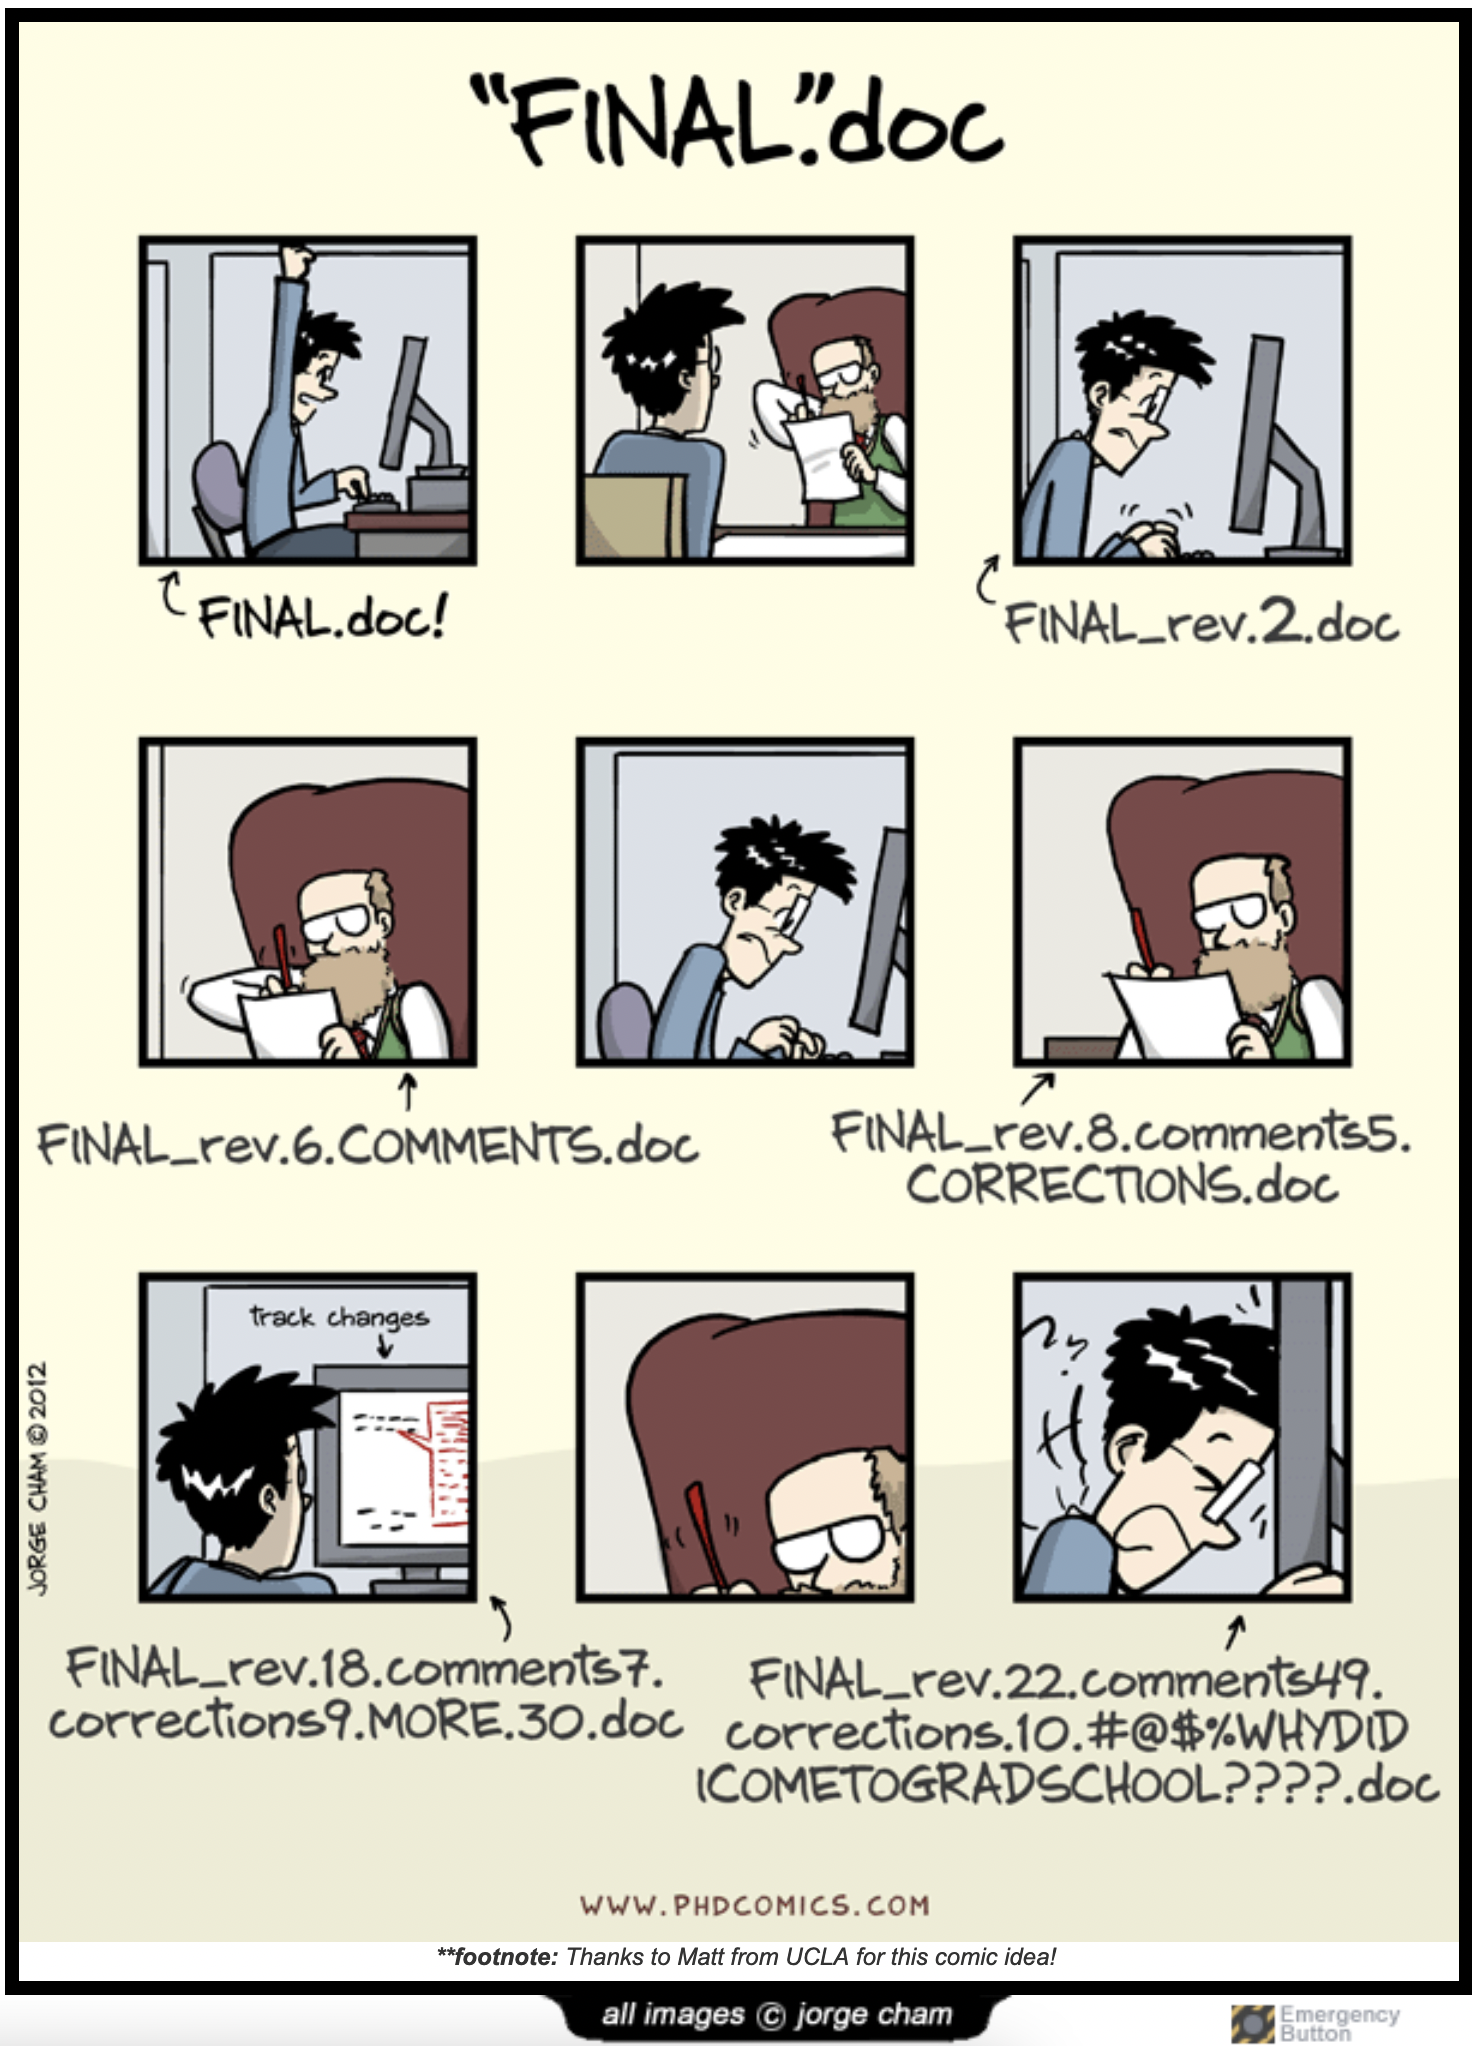 "FINAL".doc
FINAL.doc!
FINAL_rev.2.doc
FINAL_rev.6.COMMENTS.doc
FINAL_rev.8.comments5.
CORRECTIONS.doc
track changes
FINAL_rev.18.comments7.
corrections9.MORE.30.doc
FINAL_rev.22.comments49.
corrections.10.#@$%WHYDID
ICOMETOGRADSCHOOL????.doc
JORGE CHAM © 2012
WWW.PHDCOMICS.COM
**footnote: Thanks to Matt from UCLA for this comic idea!
all images © jorge cham
Emergency
Button